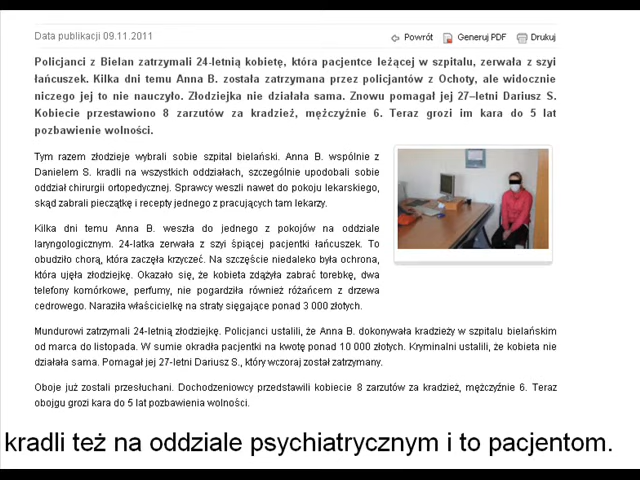 Data publikacji 09.11.2011
Powrót Generuj PDF Drukuj
Policjanci z Bielan zatrzymali 24-letnią kobietę, która pacjentce leżącej w szpitalu, zerwała z szyi
łańcuszek. Kilka dni temu Anna B. została zatrzymana przez policjantów z Ochoty, ale widocznie
niczego jej to nie nauczyło. Złodziejka nie działała sama. Znowu pomagał jej 27–letni Dariusz S.
Kobiecie przestawiono 8 zarzutów za kradzież, mężczyźnie 6. Teraz grozi im kara do 5 lat
pozbawienie wolności.
Tym razem złodzieje wybrali sobie szpital bielański. Anna B. wspólnie z
Danielem S. kradli na wszystkich oddziałach, szczególnie upodobali sobie
oddział chirurgii ortopedycznej. Sprawcy weszli nawet do pokoju lekarskiego,
skąd zabrali pieczątkę i recepty jednego z pracujących tam lekarzy.
Kilka dni temu Anna B. weszła do jednego z pokojów na oddziale
laryngologicznym. 24-latka zerwała z szyi śpiącej pacjentki łańcuszek. To
obudziło chorą, która zaczęła krzyczeć. Na szczęście niedaleko była ochrona,
która ujęła złodziejkę. Okazało się, że kobieta zdążyła zabrać torebkę, dwa
telefony komórkowe, perfumy, nie pogardziła również różańcem z drzewa
cedrowego. Naraziła właścicielkę na straty sięgające ponad 3 000 złotych.
Mundurowi zatrzymali 24-letnią złodziejkę. Policjanci ustalili, że Anna B. dokonywała kradzieży w szpitalu bielańskim
od marca do listopada. W sumie okradła pacjentki na kwotę ponad 10 000 złotych. Kryminalni ustalili, że kobieta nie
działała sama. Pomagał jej 27-letni Dariusz S., który wczoraj został zatrzymany.
Oboje już zostali przesłuchani. Dochodzeniowcy przedstawili kobiecie 8 zarzutów za kradzież, mężczyźnie 6. Teraz
obojgu grozi kara do 5 lat pozbawienia wolności.
kradli też na oddziale psychiatrycznym i to pacjentom.